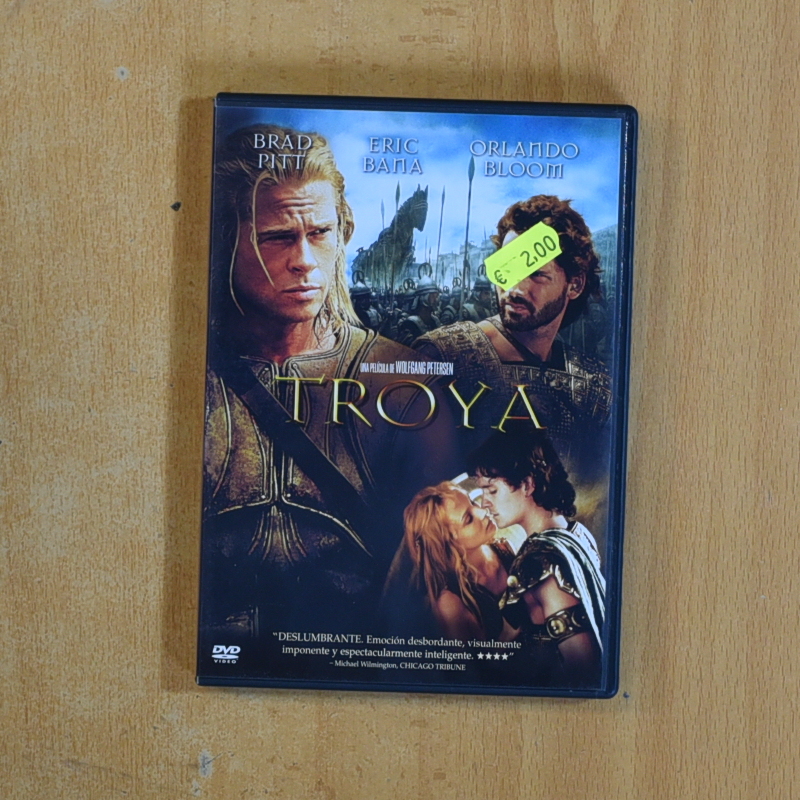 BRAD
PITT
ERIC
BANA
ORLANDO
BLOOM
€ 2,00
UNA PELÍCULA DE WOLFGANG PETERSEN
TROYA
"DESLUMBRANTE. Emoción desbordante, visualmente
imponente y espectacularmente inteligente. ★★★★"
- Michael Wilmington, CHICAGO TRIBUNE
DVD
VIDEO